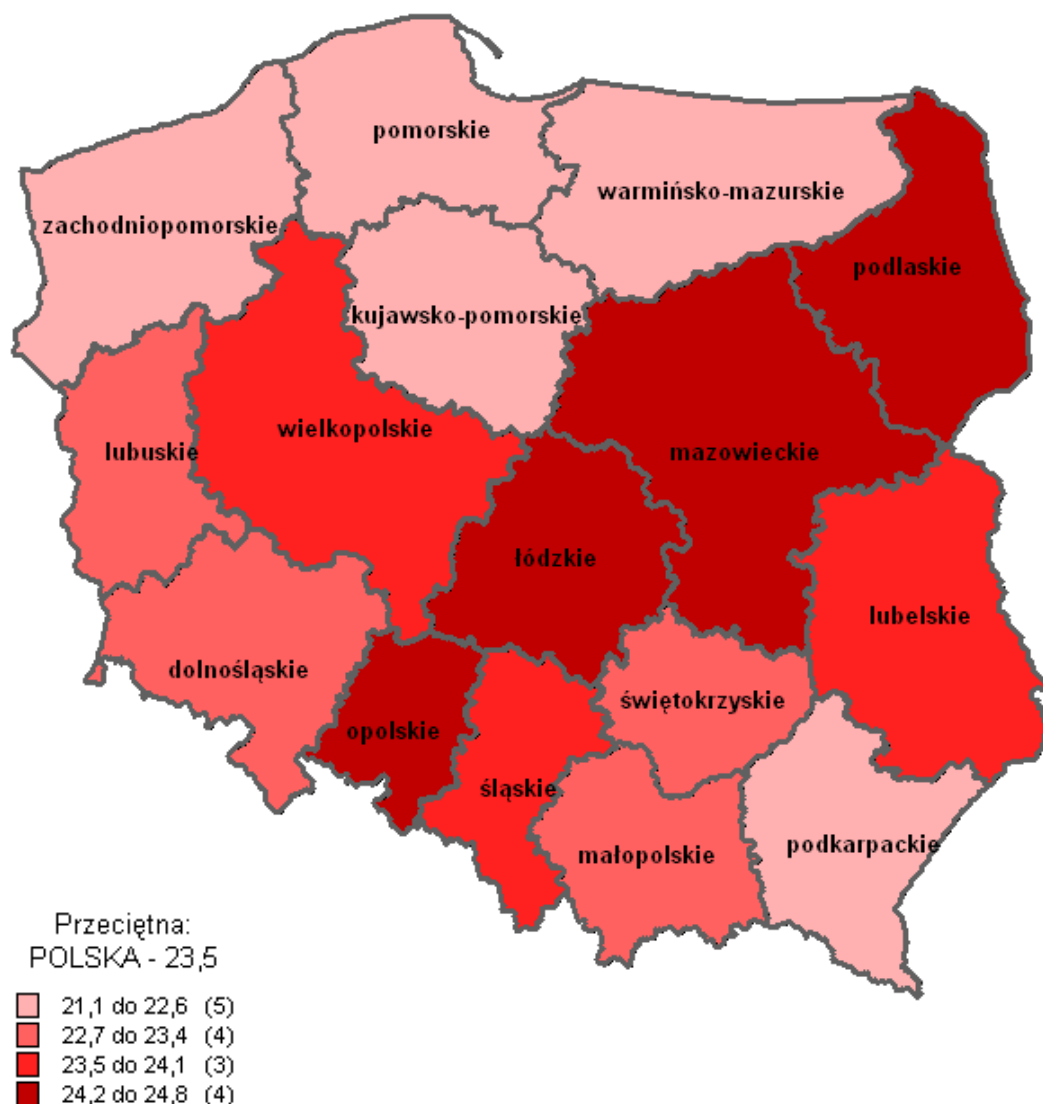 pomorskie
warmińsko-mazurskie
zachodniopomorskie
podlaskie
kujawsko-pomorskie
wielkopolskie
lubuskie
mazowieckie
łódzkie
lubelskie
dolnośląskie
świętokrzyskie
opolskie
śląskie
małopolskie
podkarpackie
Przeciętna:
POLSKA - 23,5
21,1 do 22,6 (5)
22,7 do 23,4 (4)
23,5 do 24,1 (3)
24,2 do 24,8 (4)